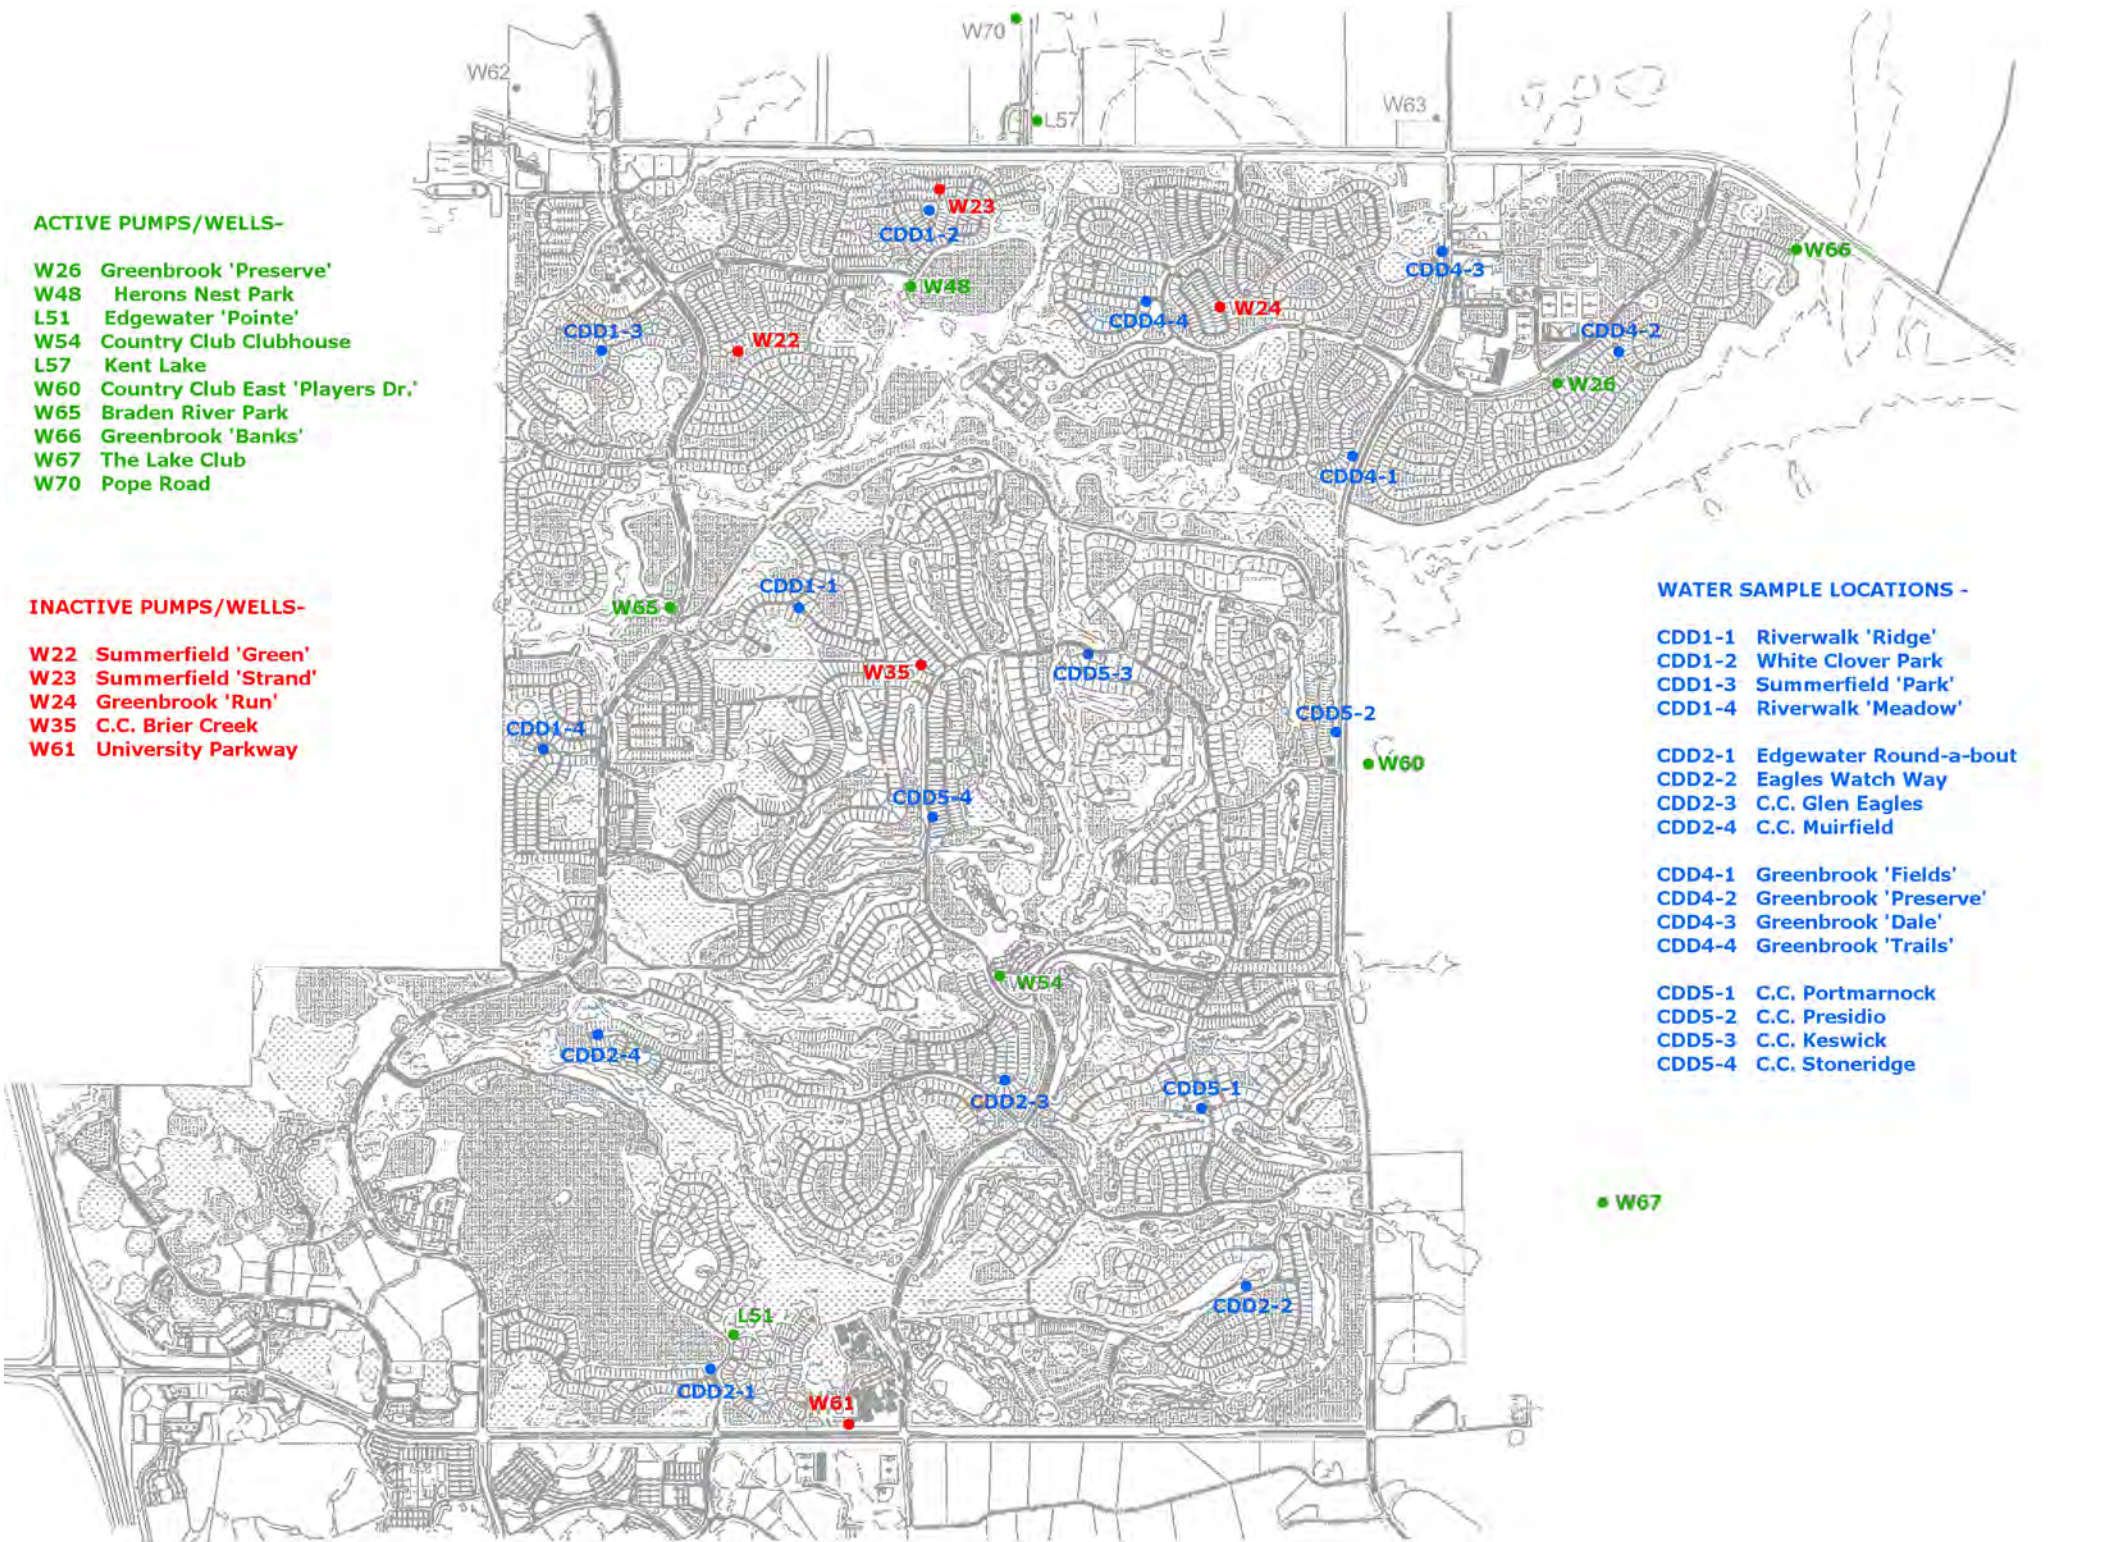 W70
W62
W63
L57
W23
CDD1-2
ACTIVE PUMPS/WELLS-
W26 Greenbrook 'Preserve'
W48 Herons Nest Park
L51 Edgewater 'Pointe'
W54 Country Club Clubhouse
L57 Kent Lake
W60 Country Club East 'Players Dr.'
W65 Braden River Park
W66 Greenbrook 'Banks'
W67 The Lake Club
W70 Pope Road
W66
CDD4-3
W48
CDD4-4
W24
CDD1-3
W22
CDD4-2
W26
CDD4-1
INACTIVE PUMPS/WELLS-
W22 Summerfield 'Green'
W23 Summerfield 'Strand'
W24 Greenbrook 'Run'
W35 C.C. Brier Creek
W61 University Parkway
CDD1-1
W65
W35
CDD5-3
CDD5-2
CDD1-4
W60
CDD5-4
WATER SAMPLE LOCATIONS -
CDD1-1 Riverwalk 'Ridge'
CDD1-2 White Clover Park
CDD1-3 Summerfield 'Park'
CDD1-4 Riverwalk 'Meadow'
CDD2-1 Edgewater Round-a-bout
CDD2-2 Eagles Watch Way
CDD2-3 C.C. Glen Eagles
CDD2-4 C.C. Muirfield
CDD4-1 Greenbrook 'Fields'
CDD4-2 Greenbrook 'Preserve'
CDD4-3 Greenbrook 'Dale'
CDD4-4 Greenbrook 'Trails'
CDD5-1 C.C. Portmarnock
CDD5-2 C.C. Presidio
CDD5-3 C.C. Keswick
CDD5-4 C.C. Stoneridge
W54
CDD2-4
CDD2-3
CDD5-1
W67
CDD2-2
L51
CDD2-1
W61